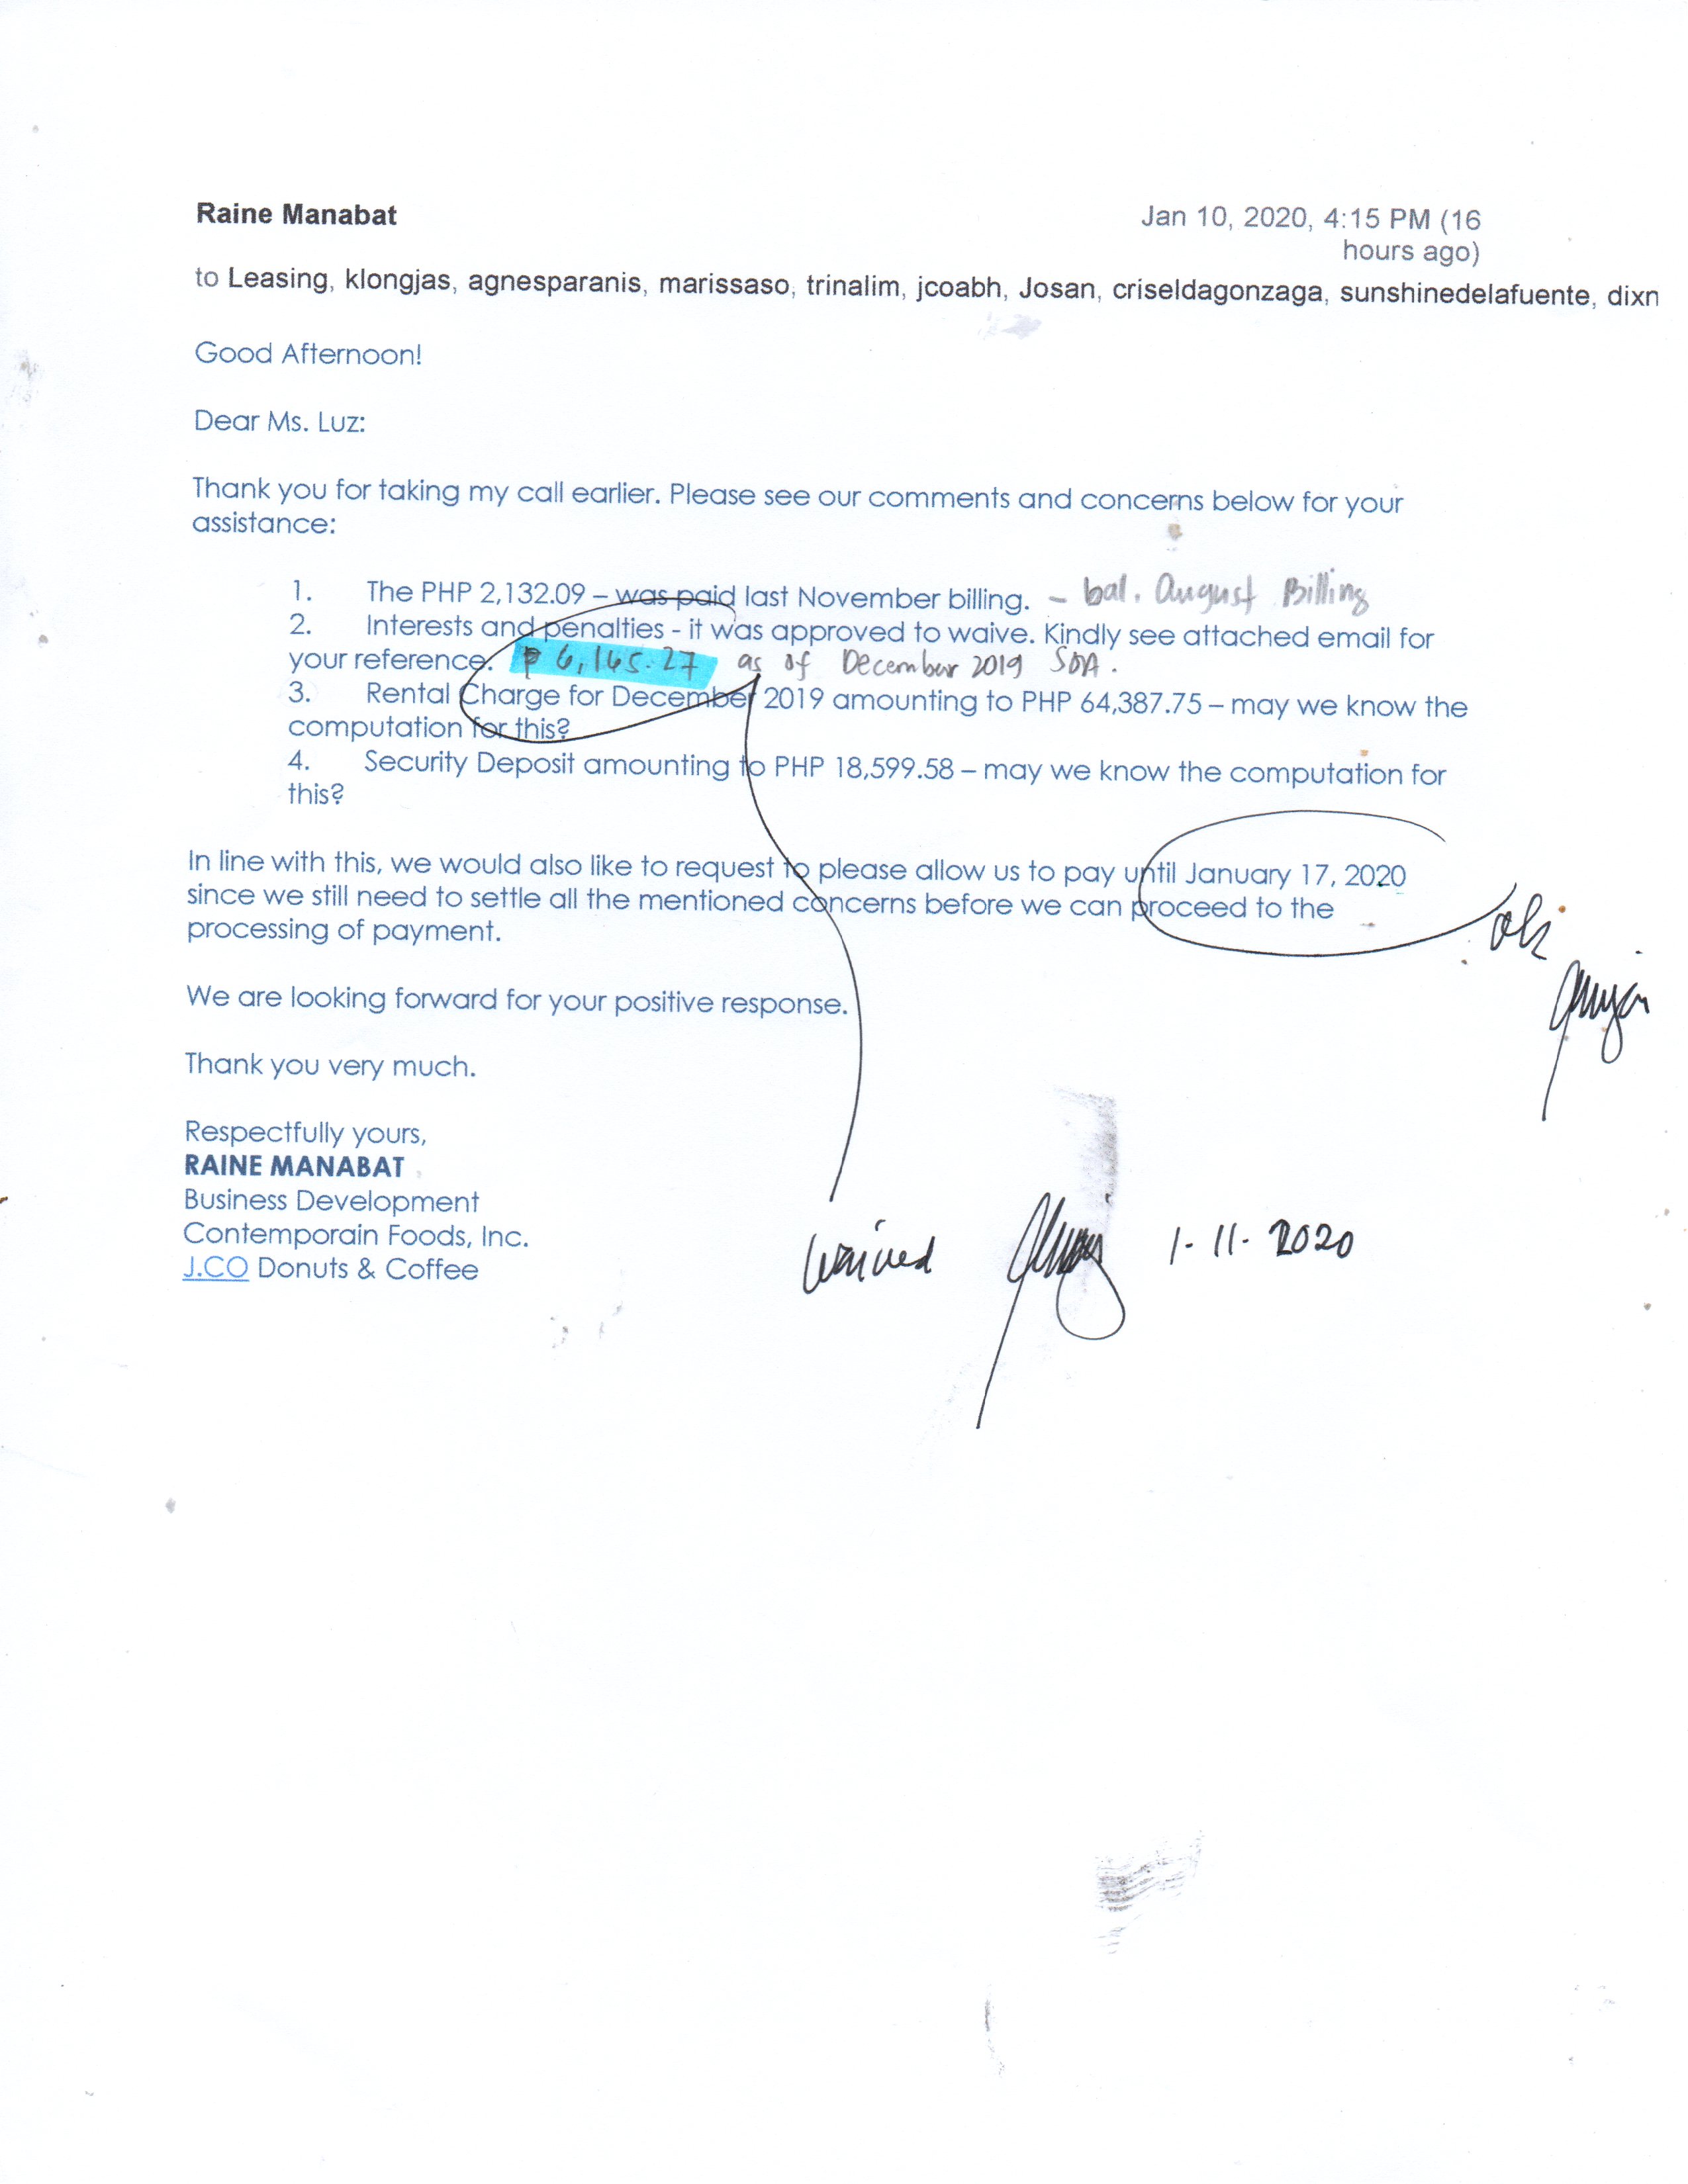 Raine Manabat
Jan 10, 2020, 4:15 PM (16
hours ago)
to Leasing, klongjas, agnesparanis, marissaso, trinalim, jcoabh, Josan, criseldagonzaga, sunshinedelafuente, dixn
Good Afternoon!
Dear Ms. Luz:
Thank you for taking my call earlier. Please see our comments and concerns below for your
assistance:
1. The PHP 2,132.09 – was paid last November billing. – bal. August Billing
2. Interests and penalties - it was approved to waive. Kindly see attached email for
your reference. ₱ 6,165.27 as of December 2019 SOA.
3. Rental Charge for December 2019 amounting to PHP 64,387.75 – may we know the
computation for this?
4. Security Deposit amounting to PHP 18,599.58 – may we know the computation for
this?
In line with this, we would also like to request to please allow us to pay until January 17, 2020
since we still need to settle all the mentioned concerns before we can proceed to the
processing of payment.
ok
We are looking forward for your positive response.
Thank you very much.
Respectfully yours,
RAINE MANABAT
Business Development
Contemporain Foods, Inc.
J.CO Donuts & Coffee
waived 1-11-2020